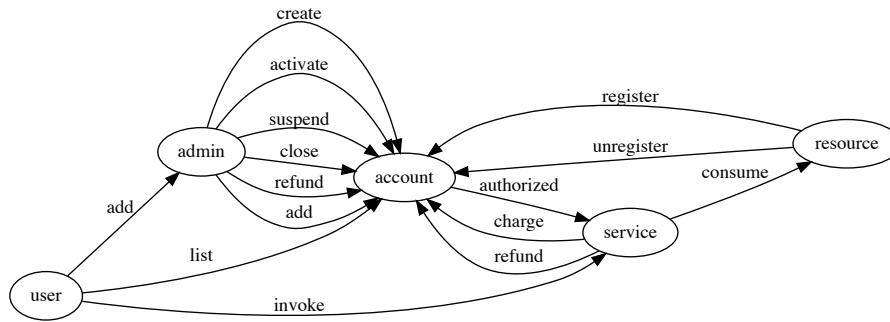 create
activate
suspend
close
refund
add
admin
account
register
unregister
resource
authorized
consume
charge
service
refund
add
list
user
invoke